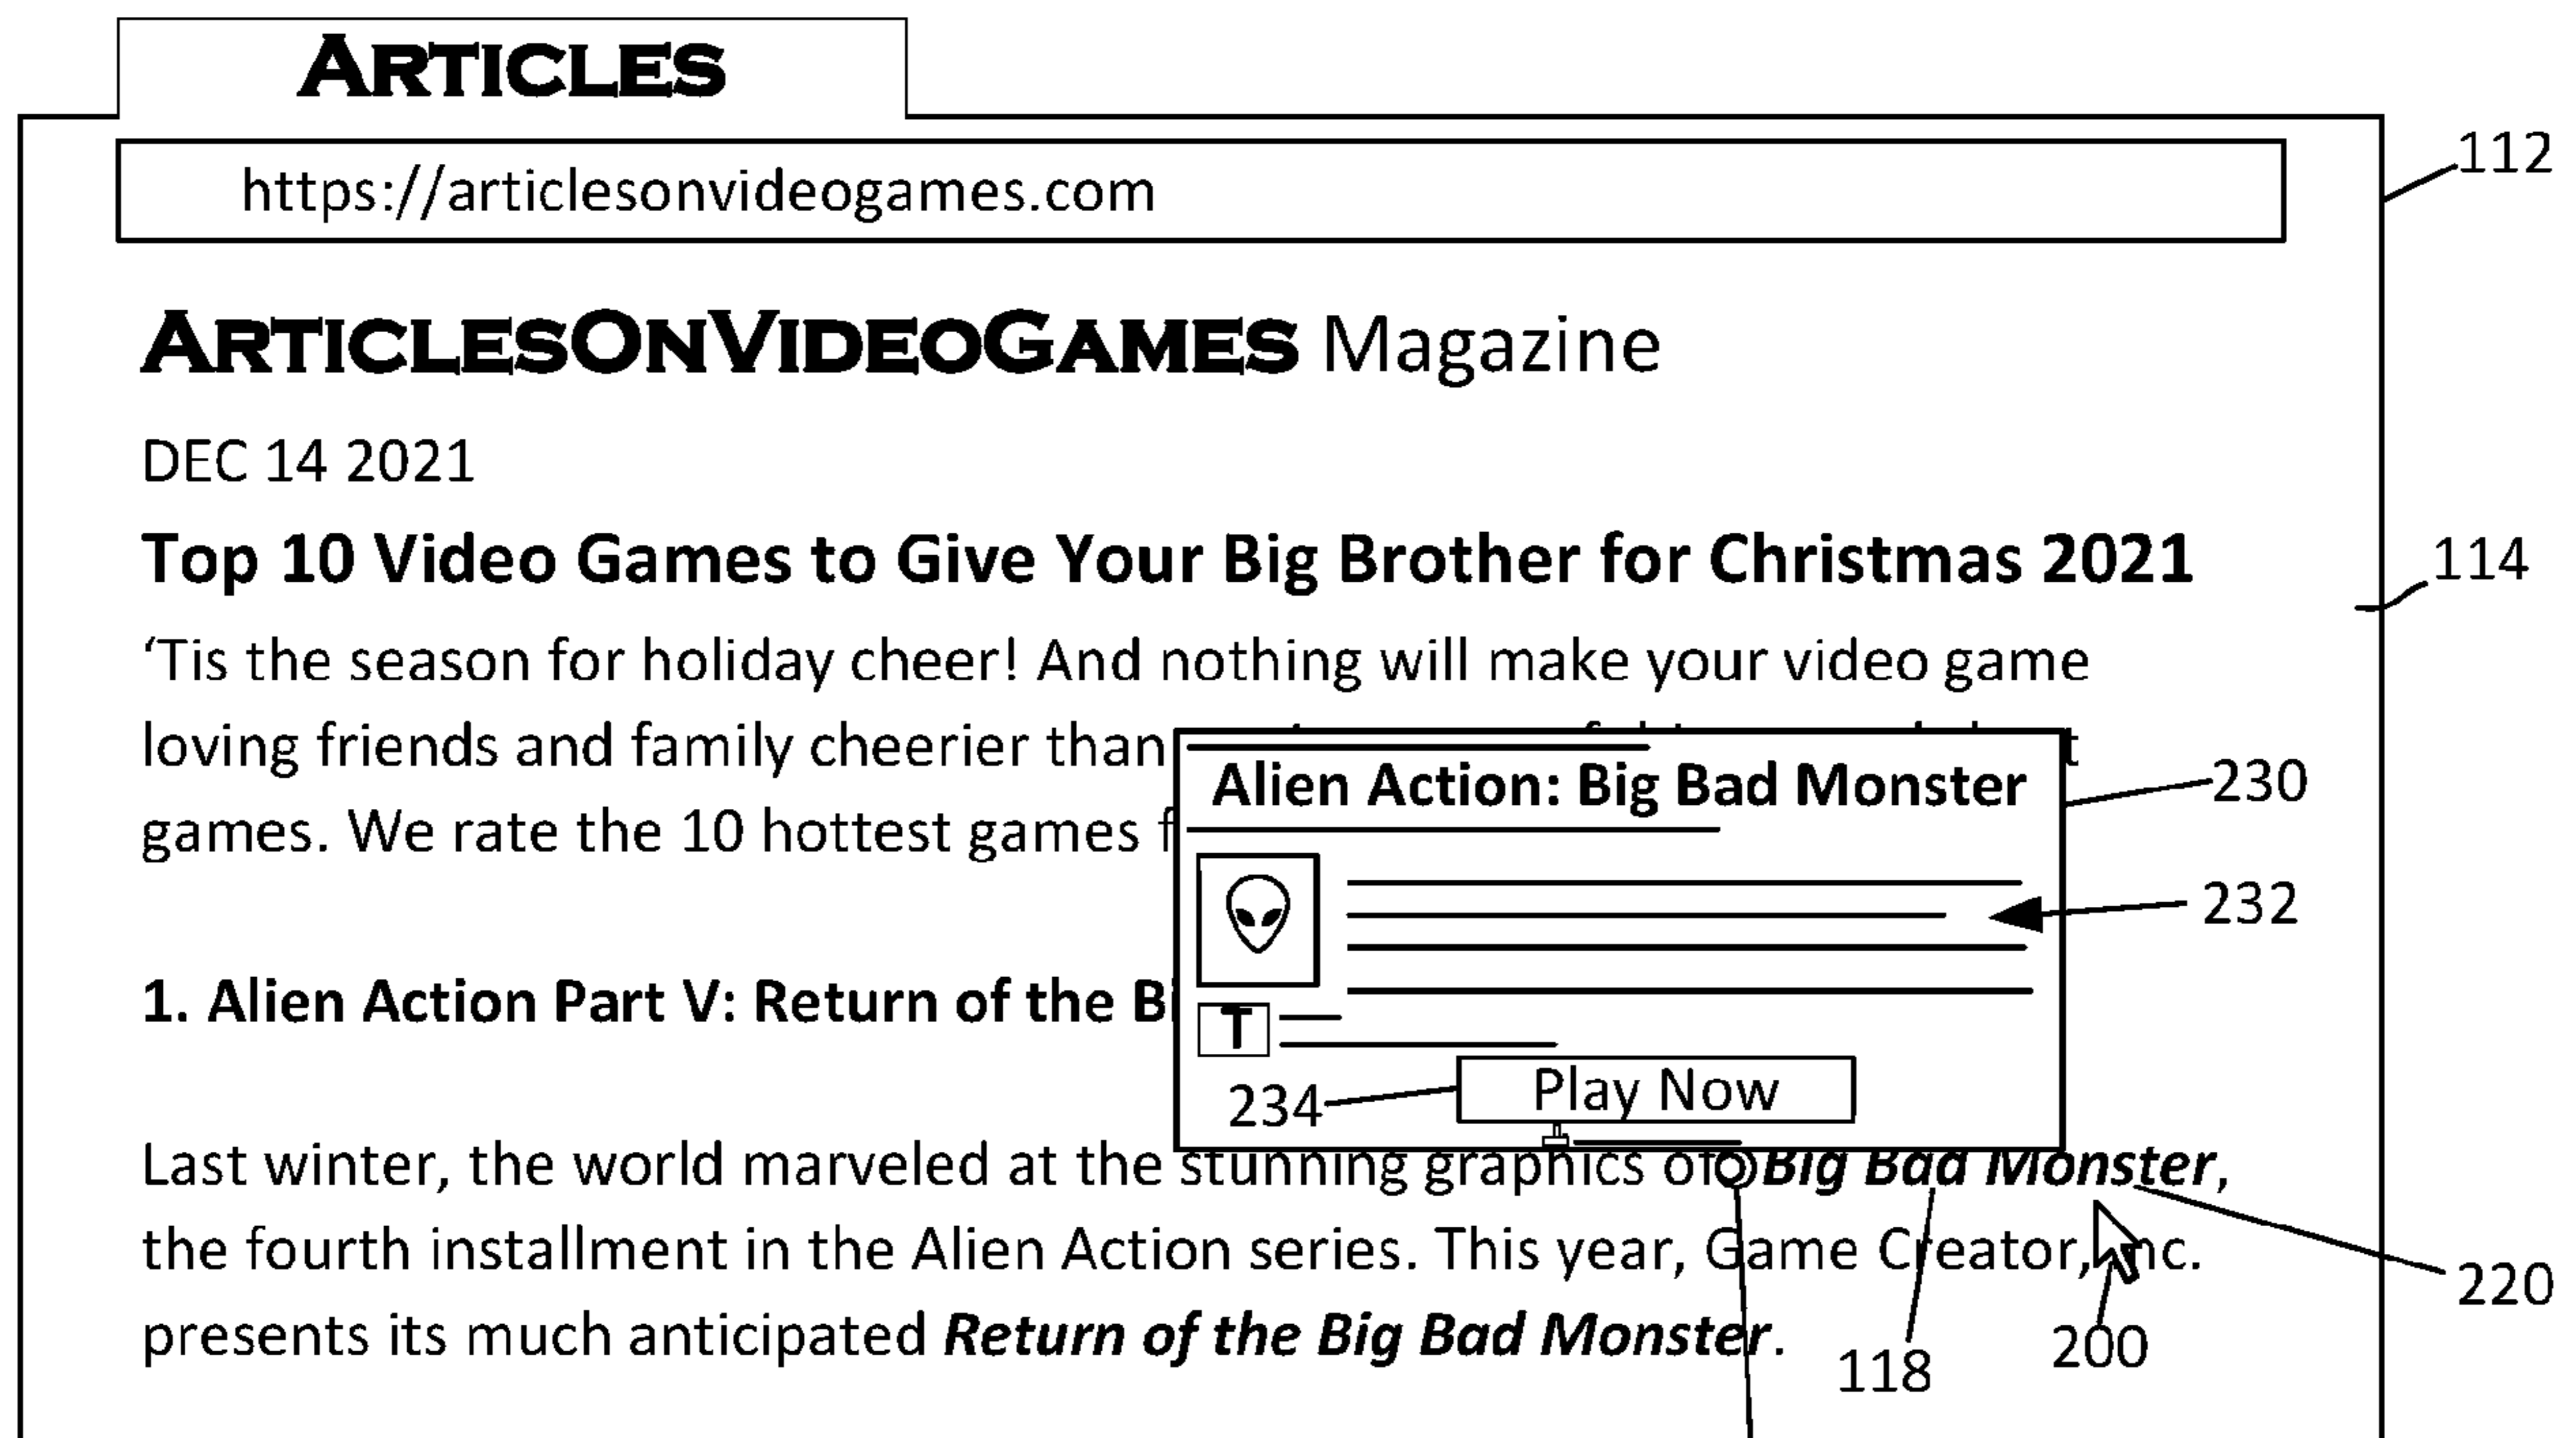 ARTICLES
https://articlesonvideogames.com
112
ARTICLESONVIDEOGAMES Magazine
DEC 14 2021
Top 10 Video Games to Give Your Big Brother for Christmas 2021
114
‘Tis the season for holiday cheer! And nothing will make your video game
loving friends and family cheerier than
Alien Action: Big Bad Monster
230
games. We rate the 10 hottest games
232
1. Alien Action Part V: Return of the
T
Play Now
234
Last winter, the world marveled at the stunning graphics of Big Bad Monster,
the fourth installment in the Alien Action series. This year, Game Creator, Inc.
220
presents its much anticipated Return of the Big Bad Monster.
118
200